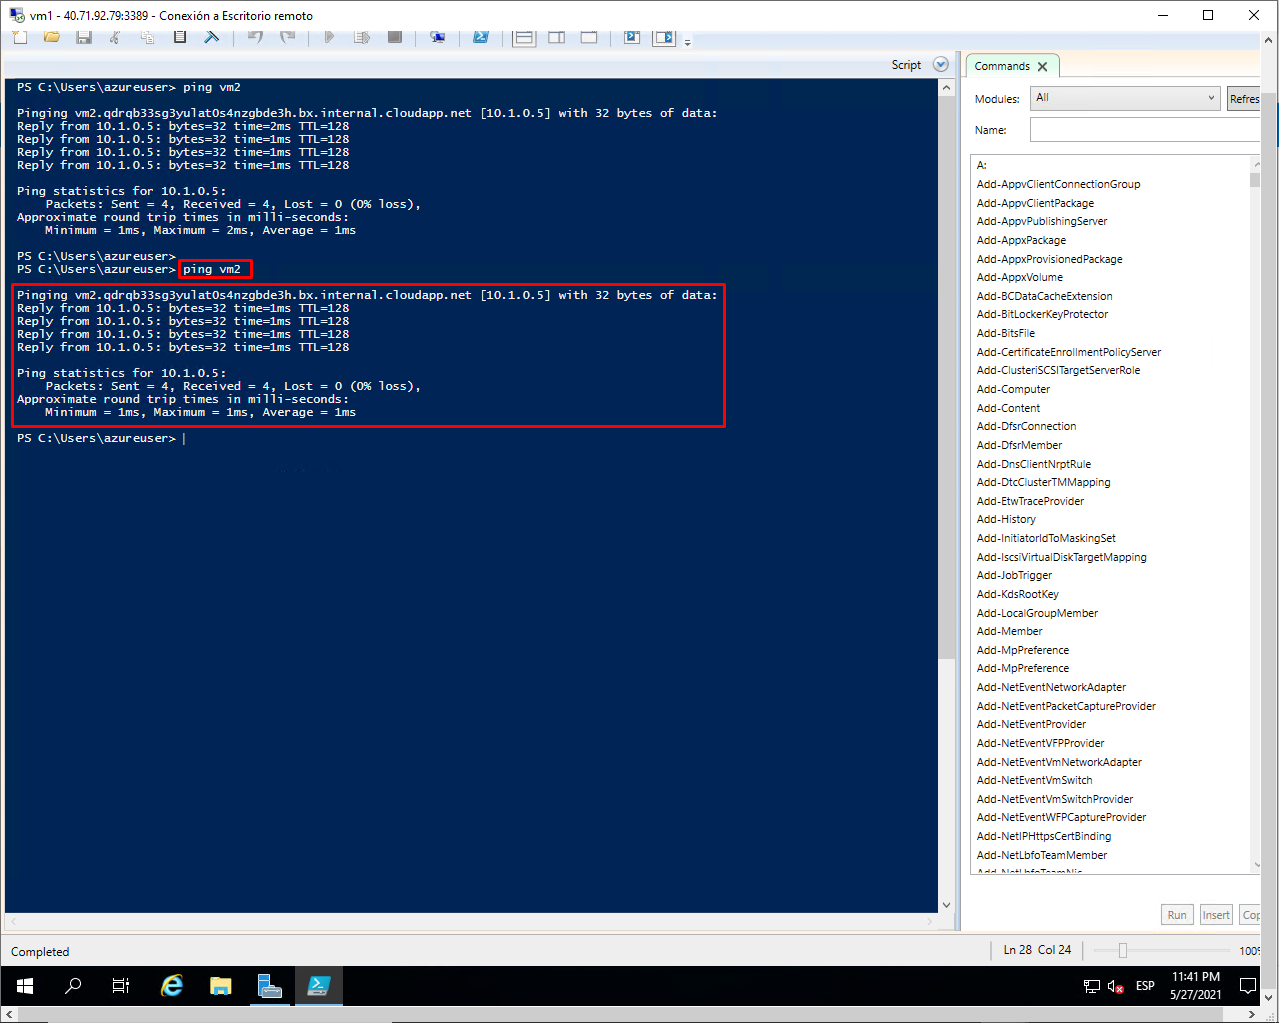 vm1 - 40.71.92.79:3389 - Conexión a Escritorio remoto
Script
PS C:\Users\azureuser> ping vm2
Pinging vm2.qdrqb33sg3yulat0s4nzgbde3h.bx.internal.cloudapp.net [10.1.0.5] with 32 bytes of data:
Reply from 10.1.0.5: bytes=32 time=2ms TTL=128
Reply from 10.1.0.5: bytes=32 time=1ms TTL=128
Reply from 10.1.0.5: bytes=32 time=1ms TTL=128
Reply from 10.1.0.5: bytes=32 time=1ms TTL=128
Ping statistics for 10.1.0.5:
Packets: Sent = 4, Received = 4, Lost = 0 (0% loss),
Approximate round trip times in milli-seconds:
Minimum = 1ms, Maximum = 2ms, Average = 1ms
PS C:\Users\azureuser>
PS C:\Users\azureuser> ping vm2
Pinging vm2.qdrqb33sg3yulat0s4nzgbde3h.bx.internal.cloudapp.net [10.1.0.5] with 32 bytes of data:
Reply from 10.1.0.5: bytes=32 time=1ms TTL=128
Reply from 10.1.0.5: bytes=32 time=1ms TTL=128
Reply from 10.1.0.5: bytes=32 time=1ms TTL=128
Reply from 10.1.0.5: bytes=32 time=1ms TTL=128
Ping statistics for 10.1.0.5:
Packets: Sent = 4, Received = 4, Lost = 0 (0% loss),
Approximate round trip times in milli-seconds:
Minimum = 1ms, Maximum = 1ms, Average = 1ms
PS C:\Users\azureuser>
Commands
Modules: All Refres
Name:
A:
Add-AppvClientConnectionGroup
Add-AppvClientPackage
Add-AppvPublishingServer
Add-AppxPackage
Add-AppxProvisionedPackage
Add-AppxVolume
Add-BCDataCacheExtension
Add-BitLockerKeyProtector
Add-BitsFile
Add-CertificateEnrollmentPolicyServer
Add-ClusteriSCSITargetServerRole
Add-Computer
Add-Content
Add-DfsrConnection
Add-DfsrMember
Add-DnsClientNrptRule
Add-DtcClusterTMMapping
Add-EtwTraceProvider
Add-History
Add-InitiatorIdToMaskingSet
Add-IscsiVirtualDiskTargetMapping
Add-JobTrigger
Add-KdsRootKey
Add-LocalGroupMember
Add-Member
Add-MpPreference
Add-MpPreference
Add-NetEventNetworkAdapter
Add-NetEventPacketCaptureProvider
Add-NetEventProvider
Add-NetEventVFPProvider
Add-NetEventVmNetworkAdapter
Add-NetEventVmSwitch
Add-NetEventVmSwitchProvider
Add-NetEventWFPCaptureProvider
Add-NetIPHttpsCertBinding
Add-NetLbfoTeamMember
Add-NetLbfoTeamNic
Run Insert Cop
Completed
Ln 28 Col 24
100%
ESP
11:41 PM
5/27/2021